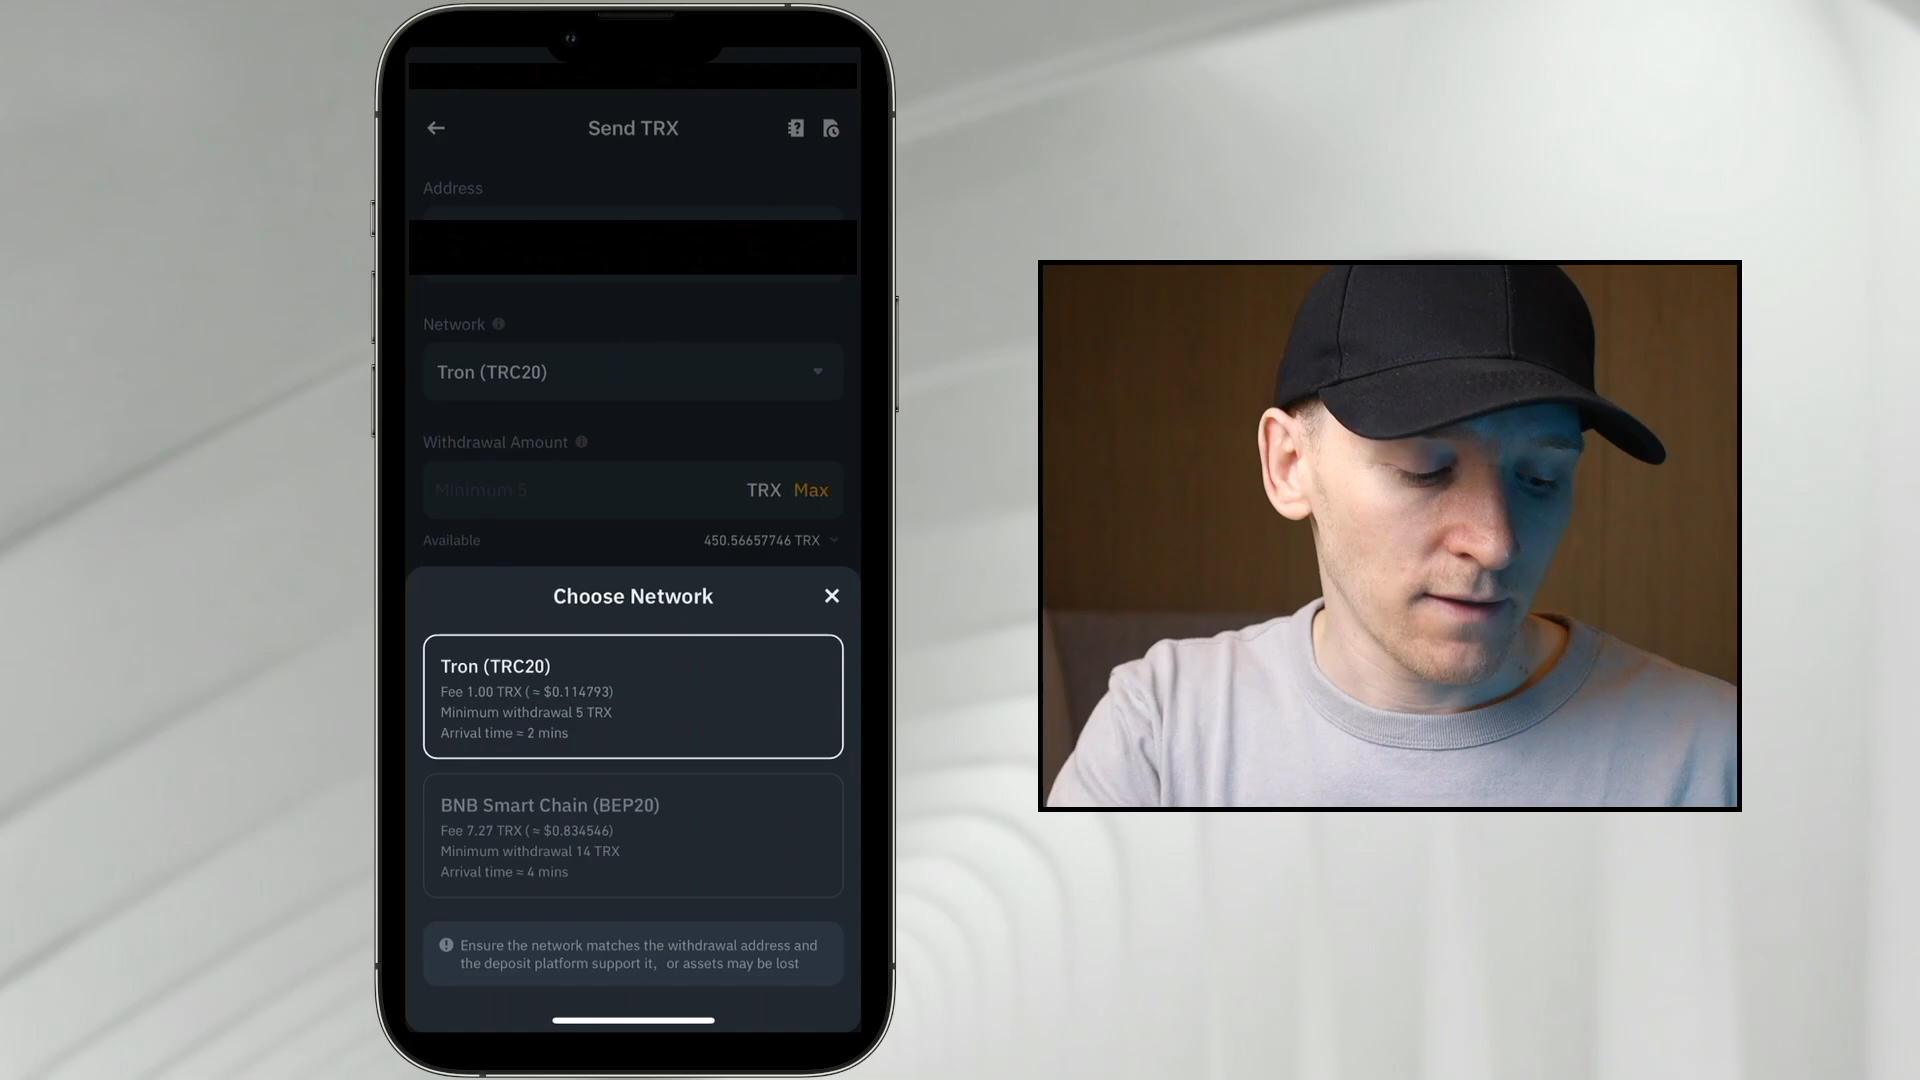 Send TRX
Address
Network
Tron (TRC20)
Withdrawal Amount
Minimum 5 TRX Max
Available 450.56657746 TRX
Choose Network
Tron (TRC20)
Fee 1.00 TRX ( ≈ $0.114793)
Minimum withdrawal 5 TRX
Arrival time ≈ 2 mins
BNB Smart Chain (BEP20)
Fee 7.27 TRX ( ≈ $0.834546)
Minimum withdrawal 14 TRX
Arrival time ≈ 4 mins
Ensure the network matches the withdrawal address and
the deposit platform support it, or assets may be lost